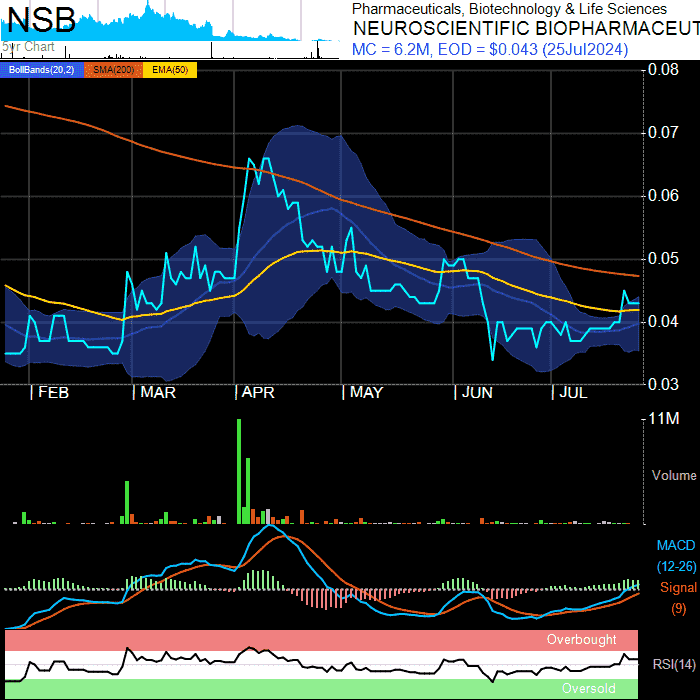 NSB
5yr Chart
Pharmaceuticals, Biotechnology & Life Sciences
NEUROSCIENTIFIC BIOPHARMACEUT
MC = 6.2M, EOD = $0.043 (25Jul2024)
BollBands(20,2) SMA(200) EMA(50)
0.08
0.07
0.06
0.05
0.04
0.03
| FEB | MAR | APR | MAY | JUN | JUL
11M
Volume
MACD
(12-26)
Signal
(9)
Overbought
RSI(14)
Oversold